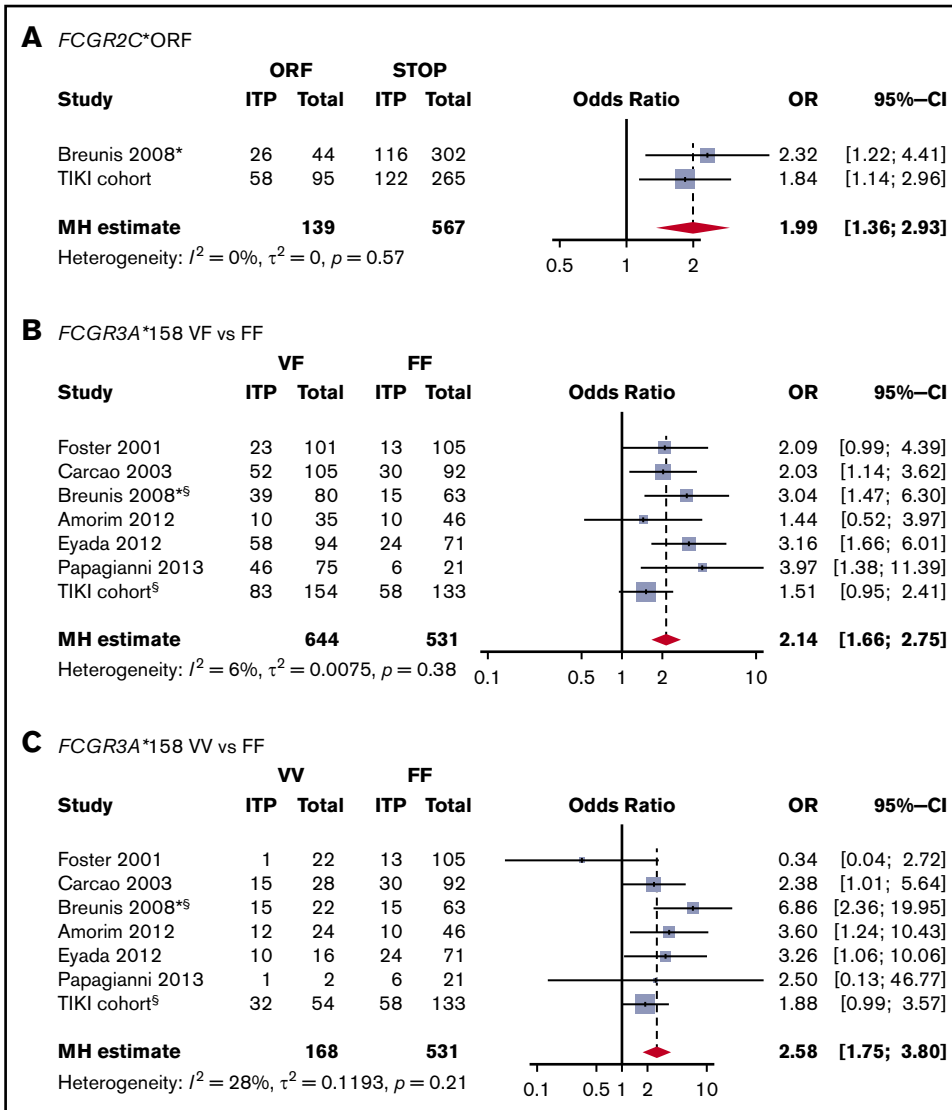 A FCGR2C*ORF
ORF STOP
Study ITP Total ITP Total Odds Ratio OR 95%–CI
Breunis 2008* 26 44 116 302 2.32 [1.22; 4.41]
TIKI cohort 58 95 122 265 1.84 [1.14; 2.96]
MH estimate 139 567 1.99 [1.36; 2.93]
Heterogeneity: I² = 0%, τ² = 0, p = 0.57
0.5 1 2
B FCGR3A*158 VF vs FF
VF FF
Study ITP Total ITP Total Odds Ratio OR 95%–CI
Foster 2001 23 101 13 105 2.09 [0.99; 4.39]
Carcao 2003 52 105 30 92 2.03 [1.14; 3.62]
Breunis 2008*§ 39 80 15 63 3.04 [1.47; 6.30]
Amorim 2012 10 35 10 46 1.44 [0.52; 3.97]
Eyada 2012 58 94 24 71 3.16 [1.66; 6.01]
Papagianni 2013 46 75 6 21 3.97 [1.38; 11.39]
TIKI cohort§ 83 154 58 133 1.51 [0.95; 2.41]
MH estimate 644 531 2.14 [1.66; 2.75]
Heterogeneity: I² = 6%, τ² = 0.0075, p = 0.38
0.1 0.5 1 2 10
C FCGR3A*158 VV vs FF
VV FF
Study ITP Total ITP Total Odds Ratio OR 95%–CI
Foster 2001 1 22 13 105 0.34 [0.04; 2.72]
Carcao 2003 15 28 30 92 2.38 [1.01; 5.64]
Breunis 2008*§ 15 22 15 63 6.86 [2.36; 19.95]
Amorim 2012 12 24 10 46 3.60 [1.24; 10.43]
Eyada 2012 10 16 24 71 3.26 [1.06; 10.06]
Papagianni 2013 1 2 6 21 2.50 [0.13; 46.77]
TIKI cohort§ 32 54 58 133 1.88 [0.99; 3.57]
MH estimate 168 531 2.58 [1.75; 3.80]
Heterogeneity: I² = 28%, τ² = 0.1193, p = 0.21
0.1 0.5 1 2 10